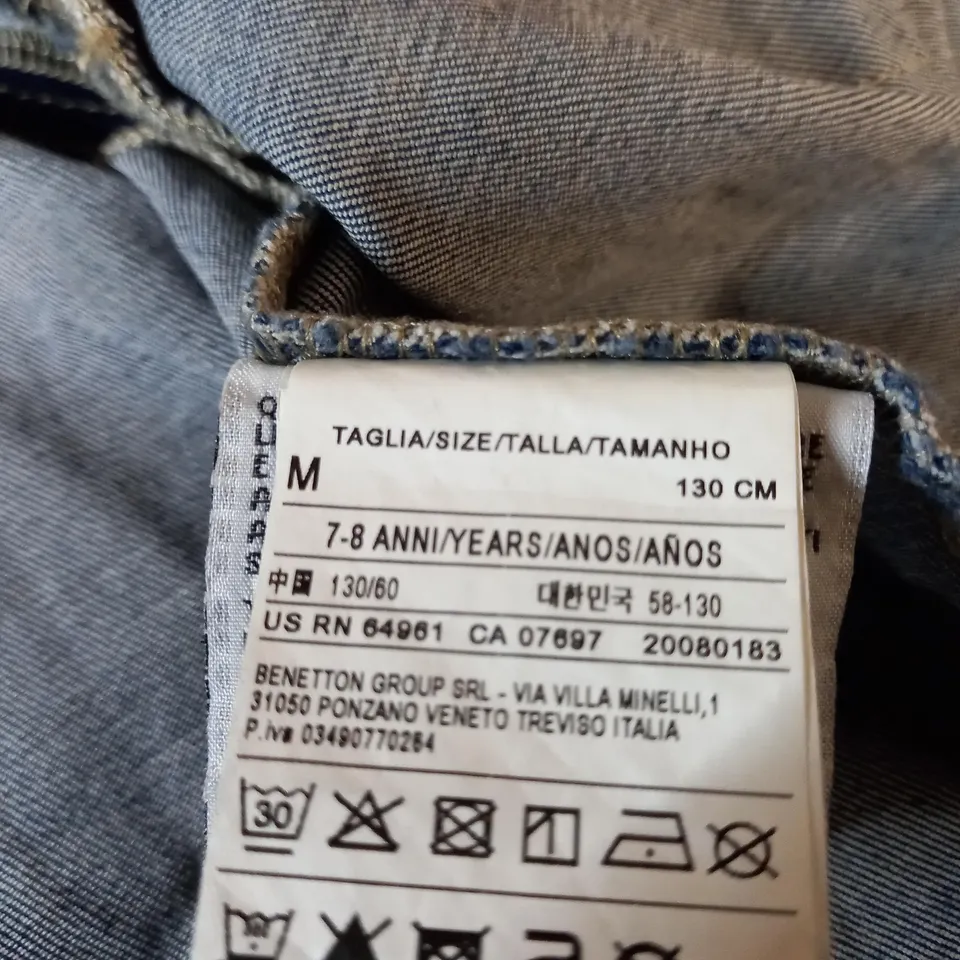 TAGLIA/SIZE/TALLA/TAMANHO
M 130 CM
7-8 ANNI/YEARS/ANOS/AÑOS
中国 130/60 대한민국 58-130
US RN 64961 CA 07697 20080183
BENETTON GROUP SRL - VIA VILLA MINELLI,1
31050 PONZANO VENETO TREVISO ITALIA
P.iva 03490770264
30